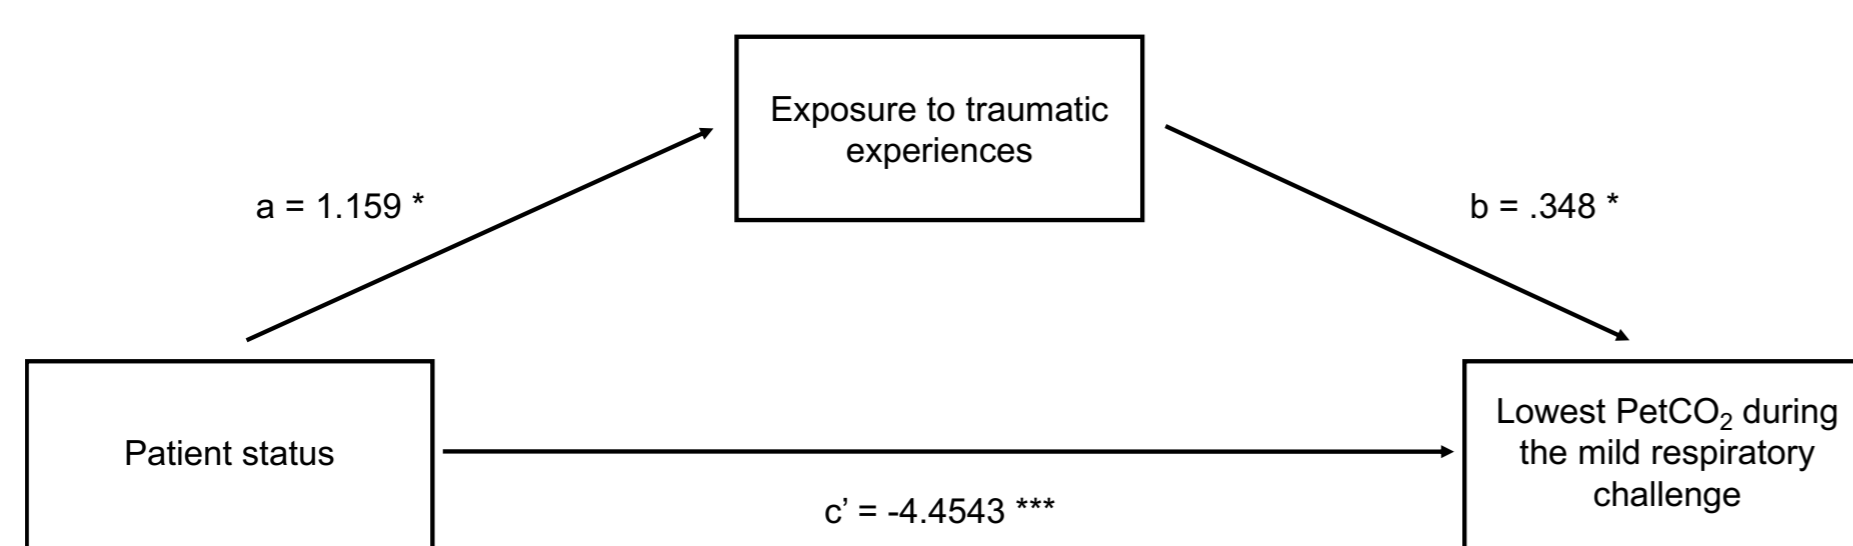 Exposure to traumatic
experiences
a = 1.159 *
b = .348 *
Patient status
Lowest PetCO₂ during
the mild respiratory
challenge
c’ = -4.4543 ***